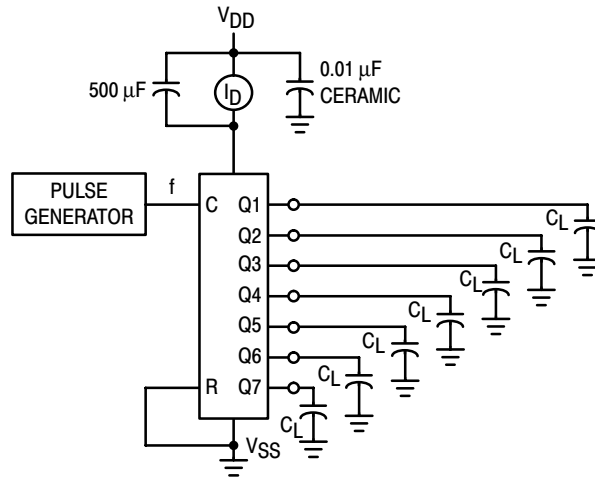 VDD
500 μF
ID
0.01 μF
CERAMIC
PULSE
GENERATOR
f
C
R
Q1
Q2
Q3
Q4
Q5
Q6
Q7
CL
CL
CL
CL
CL
CL
CL
VSS